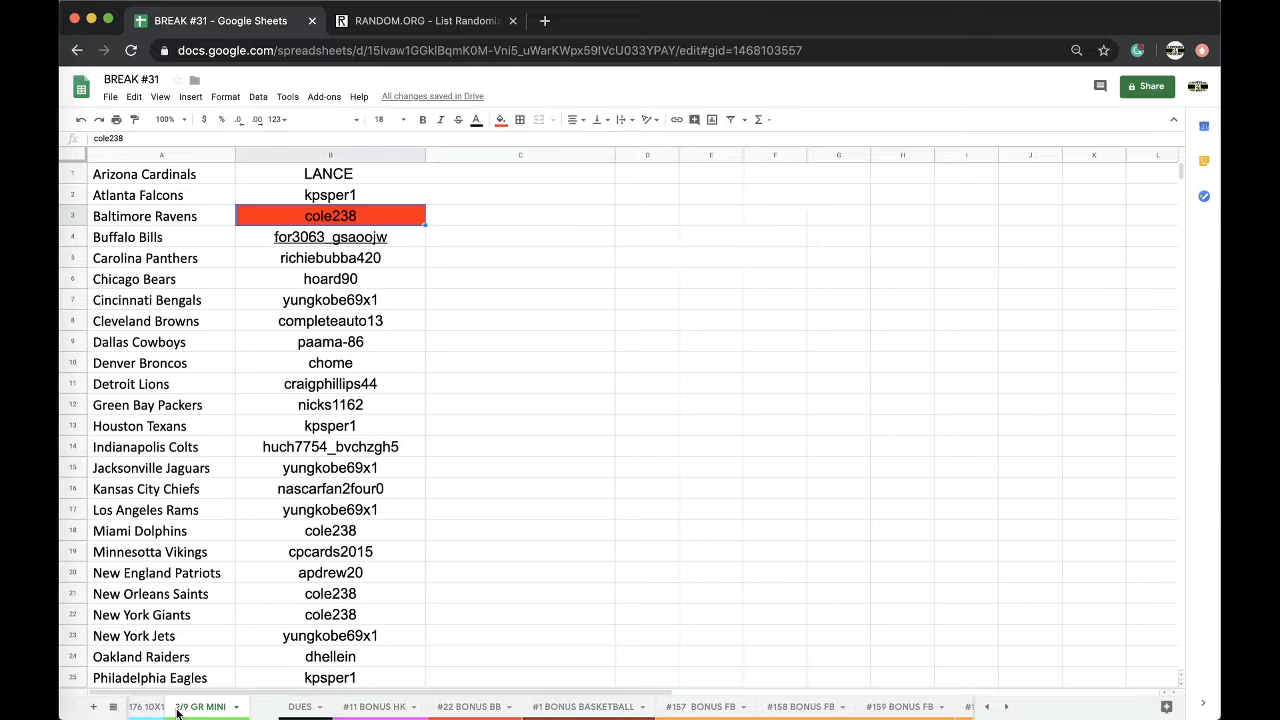 BREAK #31 - Google Sheets
RANDOM.ORG - List Randomiz
docs.google.com/spreadsheets/d/15Ivaw1GGklBqmK0M-Vni5_uWarKWpx59IVcU033YPAY/edit#gid=1468103557
BREAK #31
File Edit View Insert Format Data Tools Add-ons Help All changes saved in Drive
Share
100% $ % .0 .00 123 18 B I S A
fx cole238
A B C D E F G H I J K L
1 Arizona Cardinals LANCE
2 Atlanta Falcons kpsper1
3 Baltimore Ravens cole238
4 Buffalo Bills for3063_gsaoojw
5 Carolina Panthers richiebubba420
6 Chicago Bears hoard90
7 Cincinnati Bengals yungkobe69x1
8 Cleveland Browns completeauto13
9 Dallas Cowboys paama-86
10 Denver Broncos chome
11 Detroit Lions craigphillips44
12 Green Bay Packers nicks1162
13 Houston Texans kpsper1
14 Indianapolis Colts huch7754_bvchzgh5
15 Jacksonville Jaguars yungkobe69x1
16 Kansas City Chiefs nascarfan2four0
17 Los Angeles Rams yungkobe69x1
18 Miami Dolphins cole238
19 Minnesotta Vikings cpcards2015
20 New England Patriots apdrew20
21 New Orleans Saints cole238
22 New York Giants cole238
23 New York Jets yungkobe69x1
24 Oakland Raiders dhellein
25 Philadelphia Eagles kpsper1
176 10X1 2/9 GR MINI DUES #11 BONUS HK #22 BONUS BB #1 BONUS BASKETBALL #157 BONUS FB #158 BONUS FB #159 BONUS FB #1